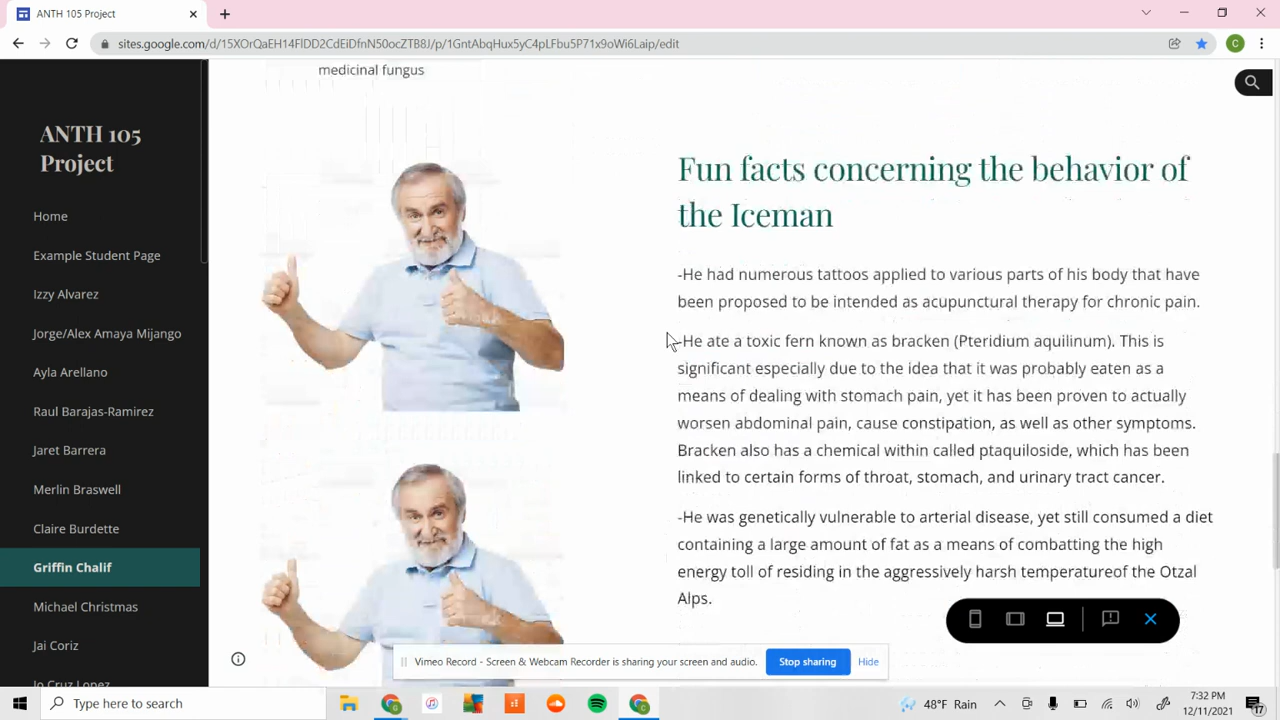 ANTH 105 Project
sites.google.com/d/15XOrQaEH14FlDD2CdEiDfnN50ocZTB8J/p/1GntAbqHux5yC4pLFbu5P71x9oWi6Laip/edit
C
medicinal fungus
ANTH 105
Project
Home
Example Student Page
Izzy Alvarez
Jorge/Alex Amaya Mijango
Ayla Arellano
Raul Barajas-Ramirez
Jaret Barrera
Merlin Braswell
Claire Burdette
Griffin Chalif
Michael Christmas
Jai Coriz
Jo Cruz Lopez
Fun facts concerning the behavior of
the Iceman
-He had numerous tattoos applied to various parts of his body that have
been proposed to be intended as acupunctural therapy for chronic pain.
-He ate a toxic fern known as bracken (Pteridium aquilinum). This is
significant especially due to the idea that it was probably eaten as a
means of dealing with stomach pain, yet it has been proven to actually
worsen abdominal pain, cause constipation, as well as other symptoms.
Bracken also has a chemical within called ptaquiloside, which has been
linked to certain forms of throat, stomach, and urinary tract cancer.
-He was genetically vulnerable to arterial disease, yet still consumed a diet
containing a large amount of fat as a means of combatting the high
energy toll of residing in the aggressively harsh temperatureof the Otzal
Alps.
Vimeo Record - Screen & Webcam Recorder is sharing your screen and audio.
Stop sharing
Hide
Type here to search
48°F Rain
7:32 PM
12/11/2021
17